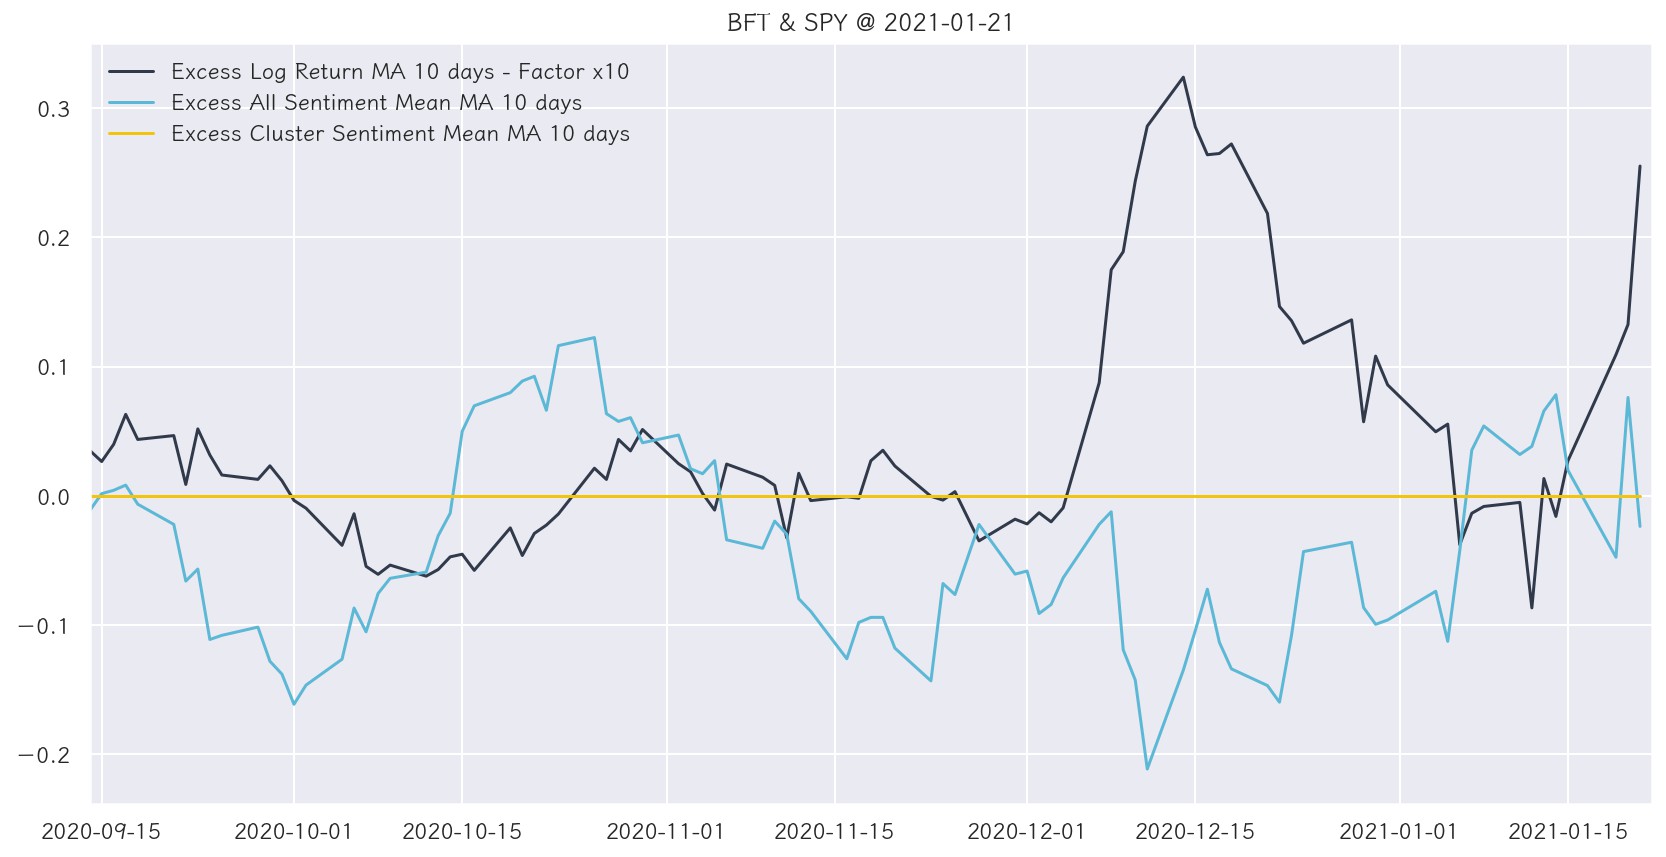 BFT & SPY @ 2021-01-21
Excess Log Return MA 10 days - Factor x10
Excess All Sentiment Mean MA 10 days
Excess Cluster Sentiment Mean MA 10 days
0.3
0.2
0.1
0.0
−0.1
−0.2
2020-09-15 2020-10-01 2020-10-15 2020-11-01 2020-11-15 2020-12-01 2020-12-15 2021-01-01 2021-01-15